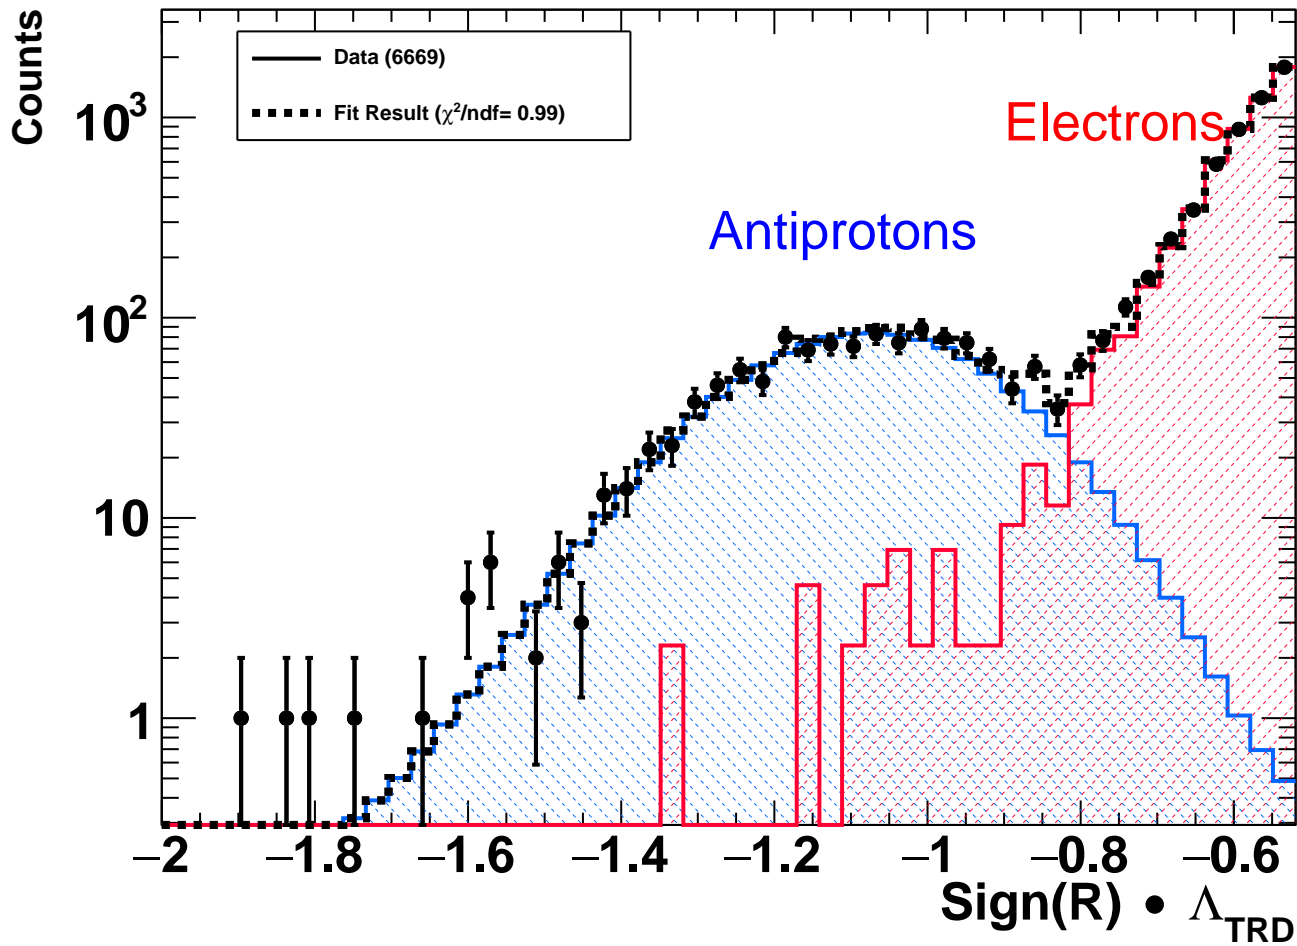 Counts
Data (6669)
Fit Result (χ²/ndf= 0.99)
Electrons
Antiprotons
10³
10²
10
1
−2 −1.8 −1.6 −1.4 −1.2 −1 −0.8 −0.6
Sign(R) • Λ_TRD